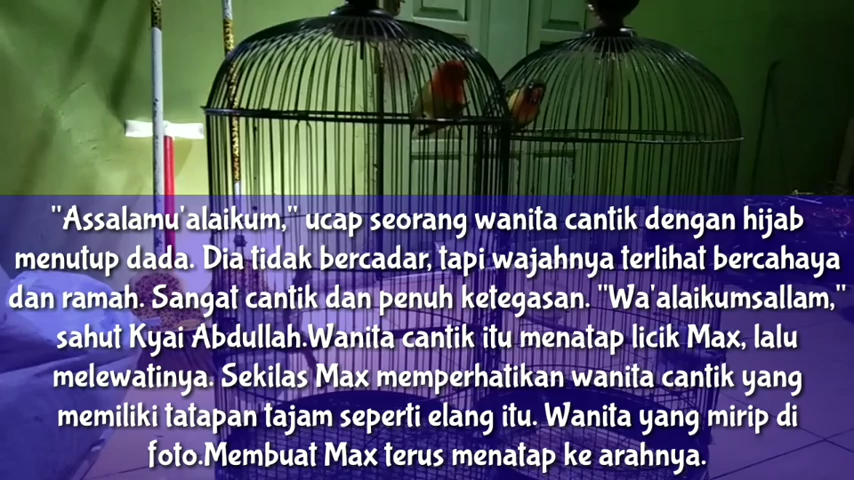 "Assalamu'alaikum," ucap seorang wanita cantik dengan hijab
menutup dada. Dia tidak bercadar, tapi wajahnya terlihat bercahaya
dan ramah. Sangat cantik dan penuh ketegasan. "Wa'alaikumsallam,"
sahut Kyai Abdullah.Wanita cantik itu menatap licik Max, lalu
melewatinya. Sekilas Max memperhatikan wanita cantik yang
memiliki tatapan tajam seperti elang itu. Wanita yang mirip di
foto.Membuat Max terus menatap ke arahnya.